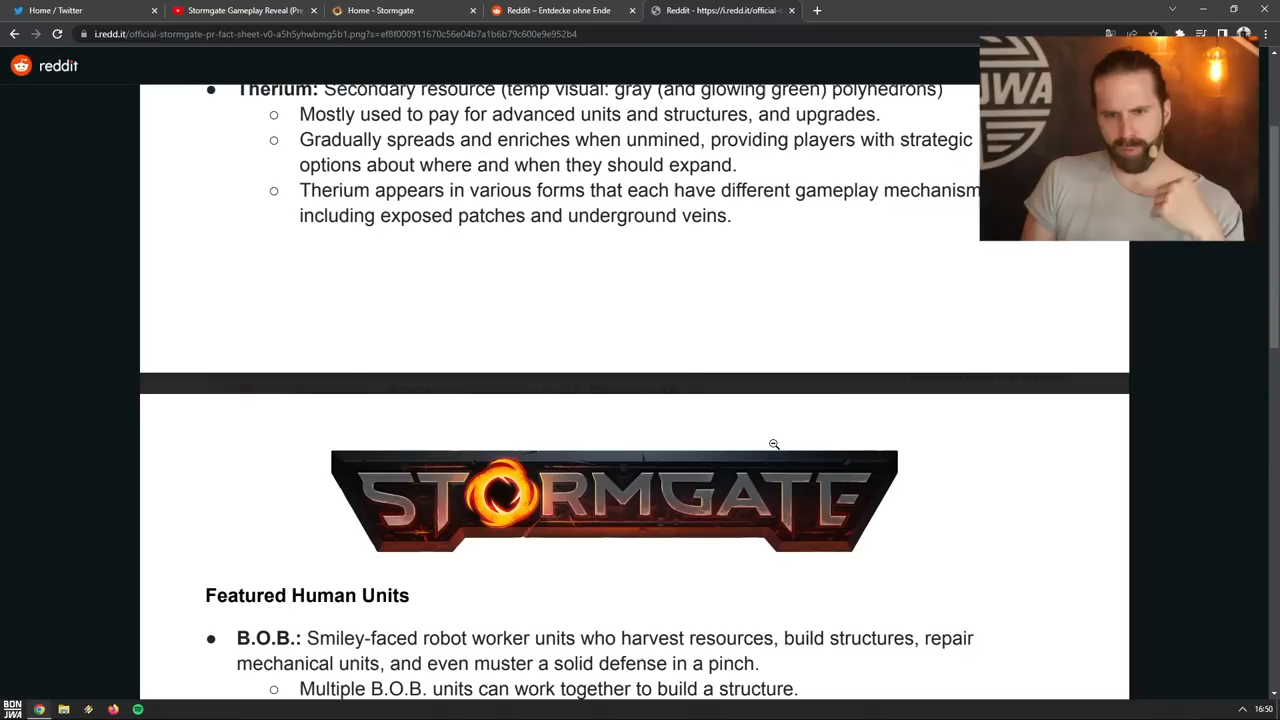 Home / Twitter
Stormgate Gameplay Reveal (Pre
Home - Stormgate
Reddit – Entdecke ohne Ende
Reddit - https://i.redd.it/official-s
i.redd.it/official-stormgate-pr-fact-sheet-v0-a5h5yhwbmg5b1.png?s=ef8f000911670c56e04b7a1b6b79c600e9e952b4
reddit
JWA
● Therium: Secondary resource (temp visual: gray (and glowing green) polyhedrons)
○ Mostly used to pay for advanced units and structures, and upgrades.
○ Gradually spreads and enriches when unmined, providing players with strategic
options about where and when they should expand.
○ Therium appears in various forms that each have different gameplay mechanism
including exposed patches and underground veins.
STORMGATE
Featured Human Units
● B.O.B.: Smiley-faced robot worker units who harvest resources, build structures, repair
mechanical units, and even muster a solid defense in a pinch.
○ Multiple B.O.B. units can work together to build a structure.
BON
JWA
16:50